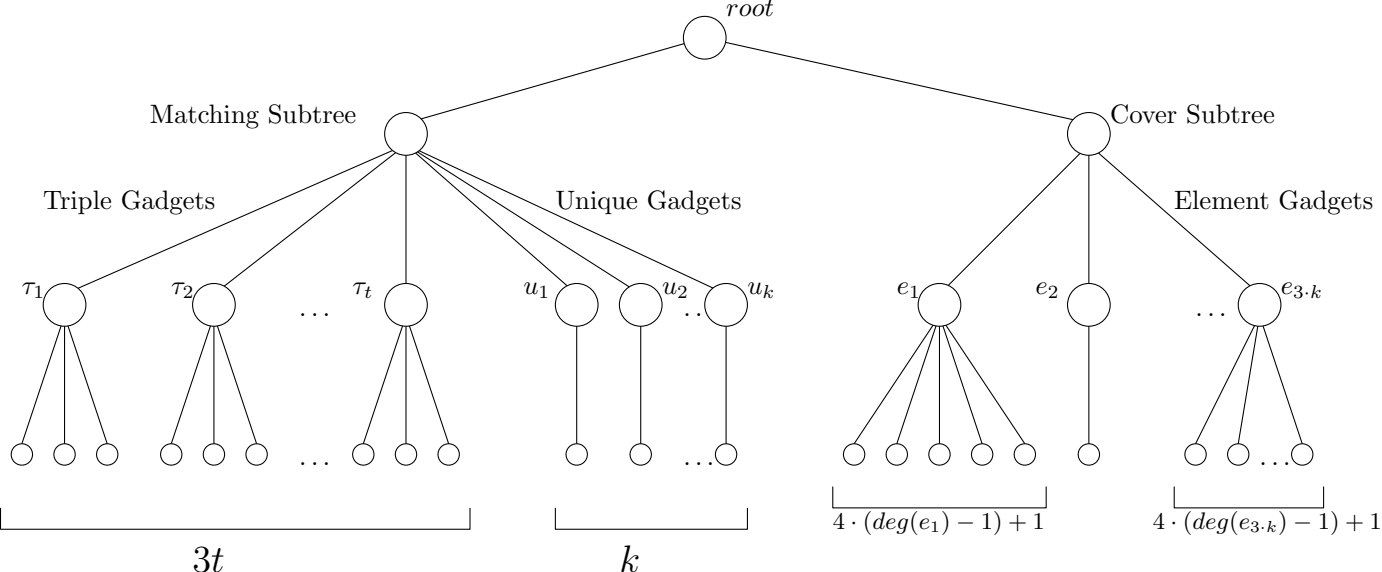 root
Matching Subtree
Cover Subtree
Triple Gadgets
Unique Gadgets
Element Gadgets
τ₁ τ₂ ... τₜ u₁ u₂ .. uₖ e₁ e₂ ... e₃·ₖ
... ... ...
4 · (deg(e₁) − 1) + 1 4 · (deg(e₃·ₖ) − 1) + 1
3t k